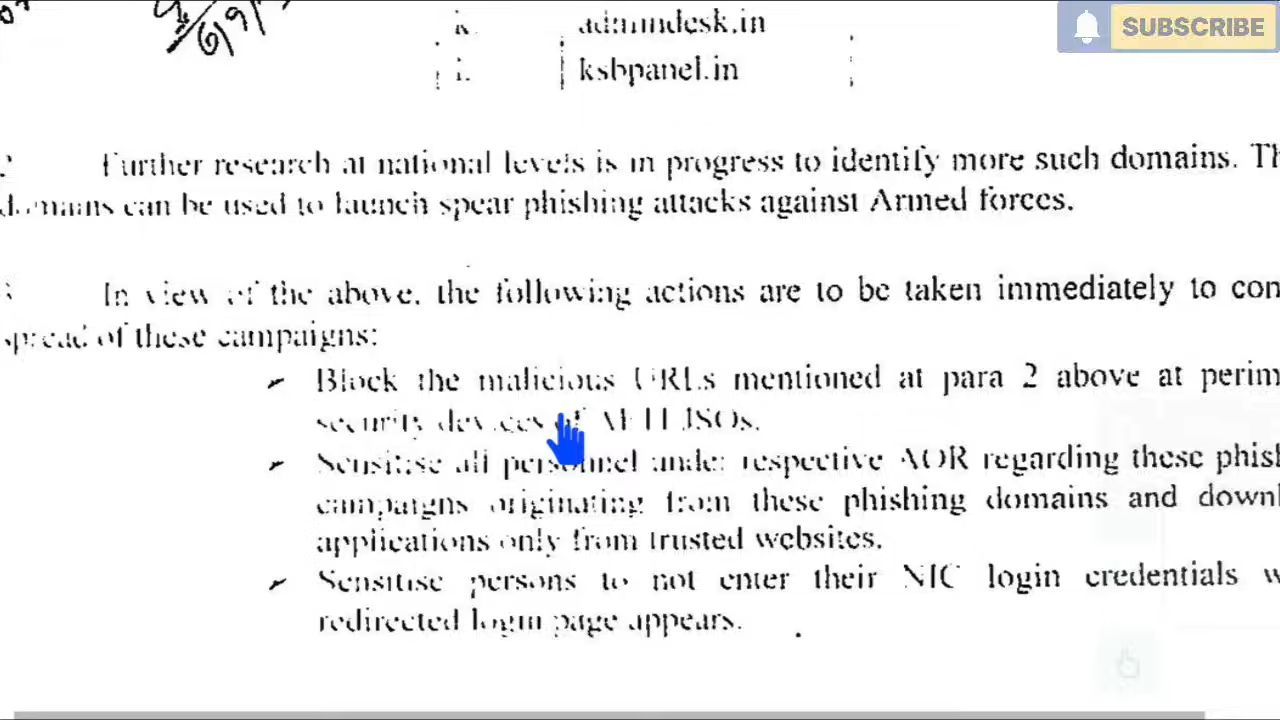 k. admindesk.in
SUBSCRIBE
i. ksbpanel.in
Further research at national levels is in progress to identify more such domains. Th
domains can be used to launch spear phishing attacks against Armed forces.
In view of the above, the following actions are to be taken immediately to con
spread of these campaigns:
Block the malicious URLs mentioned at para 2 above at perim
security devices of
Sensitise all personnel under respective AOR regarding these phish
campaigns originating from these phishing domains and downl
applications only from trusted websites.
Sensitise persons to not enter their NIC login credentials w
redirected login page appears.